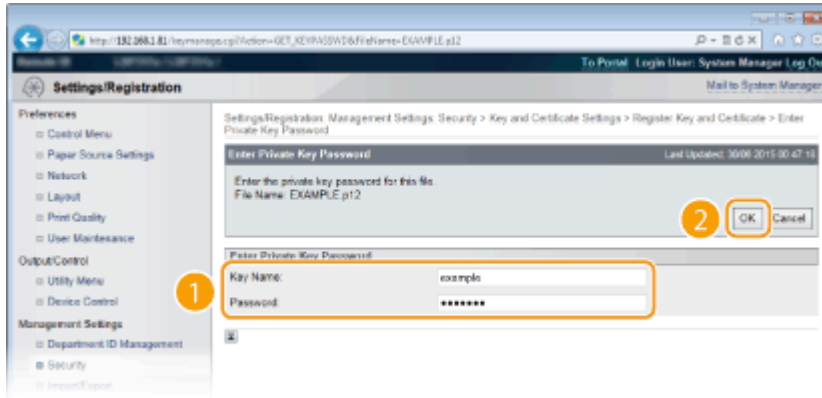 http://192.168.1.81/keymanage.cgi?Action=GET_KEYPASSWD&FileName=EXAMPLE.p12
To Portal Login User: System Manager Log Ou
Settings/Registration
Mail to System Manager
Preferences
Control Menu
Paper Source Settings
Network
Layout
Print Quality
User Maintenance
Output/Control
Utility Menu
Device Control
Management Settings
Department ID Management
Security
Import/Export
Settings/Registration: Management Settings: Security > Key and Certificate Settings > Register Key and Certificate > Enter
Private Key Password
Enter Private Key Password
Last Updated: 30/06 2015 00:47:16
Enter the private key password for this file.
File Name: EXAMPLE.p12
2
OK Cancel
Enter Private Key Password
1
Key Name: example
Password: •••••••